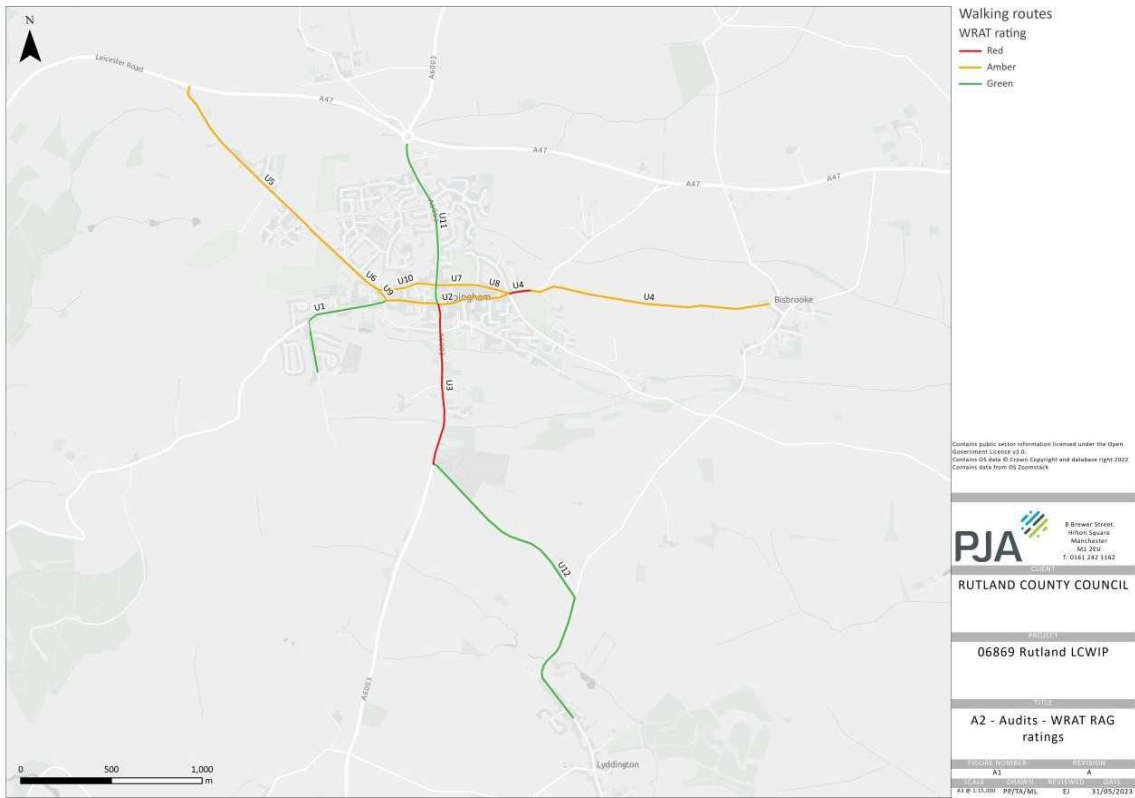 N
Leicester Road
A6003
A47
A47
A47
A47
U5
U11
U6
U10
U7
U8
U4
U9
U2
U4
Bisbrooke
U1
U3
U12
A6003
Lyddington
0 500 1,000
m
Walking routes
WRAT rating
Red
Amber
Green
Contains public sector information licensed under the Open
Government Licence v3.0.
Contains OS data © Crown Copyright and database right 2022
Contains data from OS Zoomstack
PJA
8 Brewer Street,
Hilton Square
Manchester
M1 2EU
T: 0161 242 1162
CLIENT
RUTLAND COUNTY COUNCIL
PROJECT
06869 Rutland LCWIP
TITLE
A2 - Audits - WRAT RAG
ratings
FIGURE NUMBER REVISION
A1 A
SCALE DRAWN REVIEWED DATE
A3 @ 1:15,000 PP/TA/ML EJ 31/05/2023